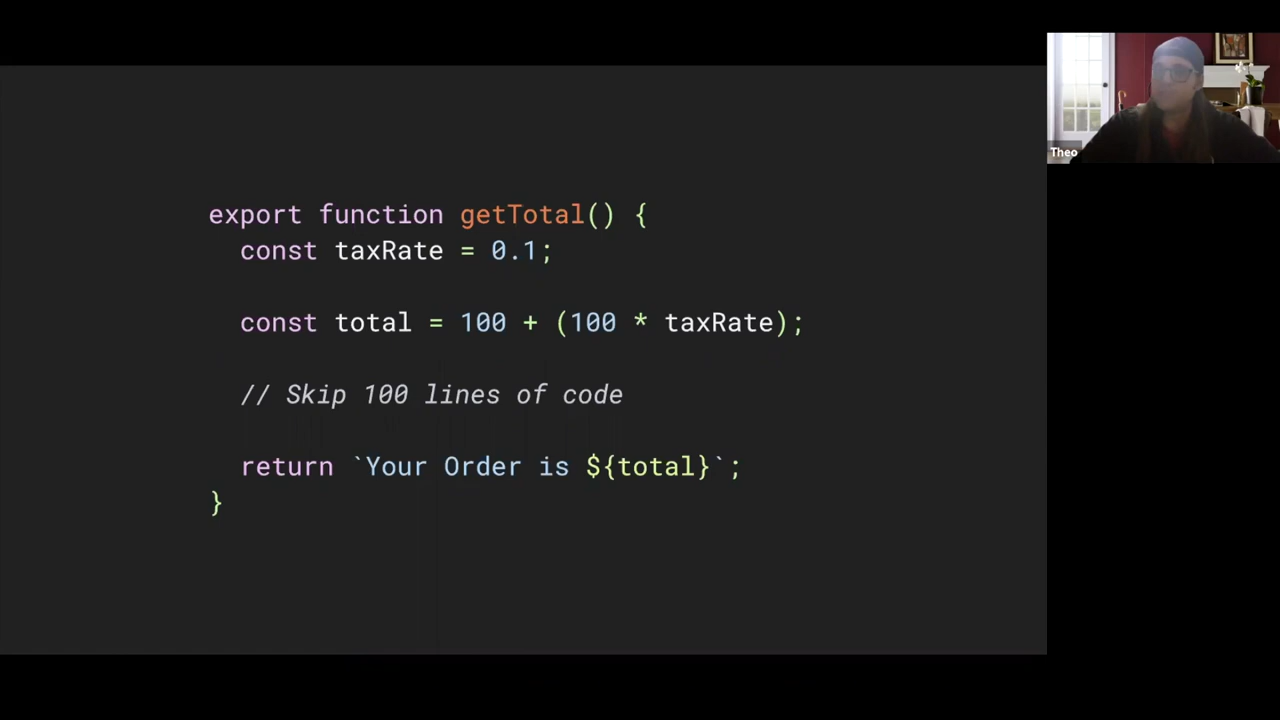 export function getTotal() {
const taxRate = 0.1;
const total = 100 + (100 * taxRate);
// Skip 100 lines of code
return `Your Order is ${total}`;
}
Theo